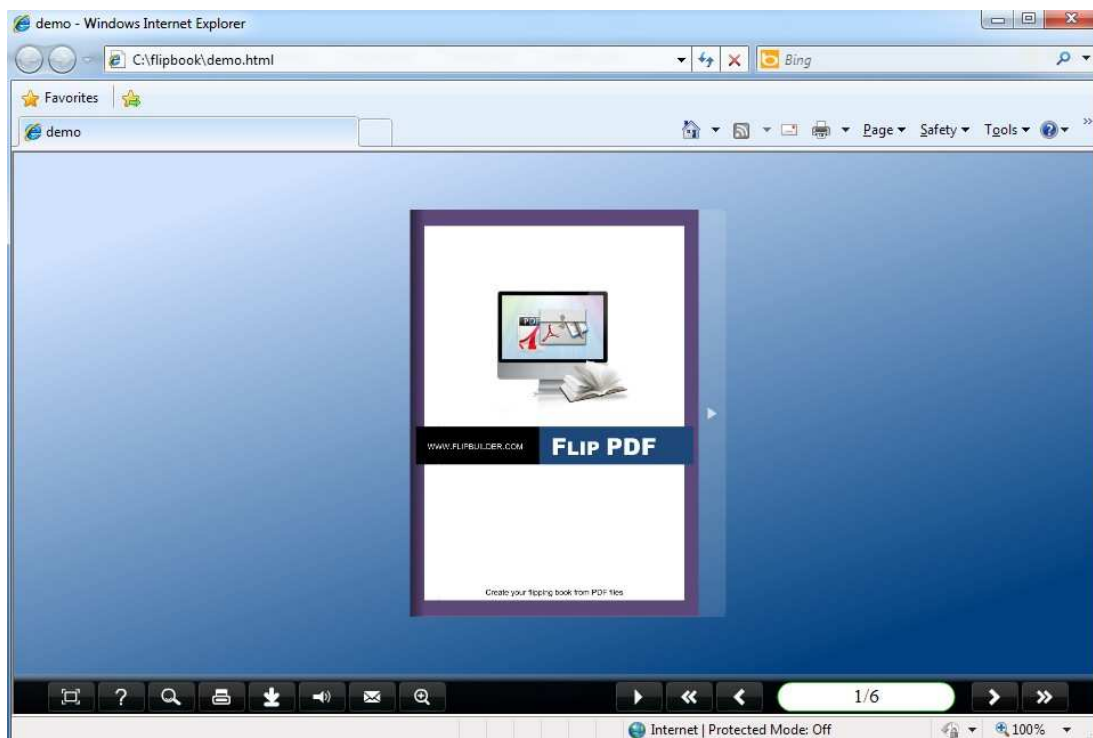 demo - Windows Internet Explorer
C:\flipbook\demo.html
Bing
Favorites
demo
Page Safety Tools
PDF
WWW.FLIPBUILDER.COM FLIP PDF
Create your flipping book from PDF files
1/6
Internet | Protected Mode: Off 100%